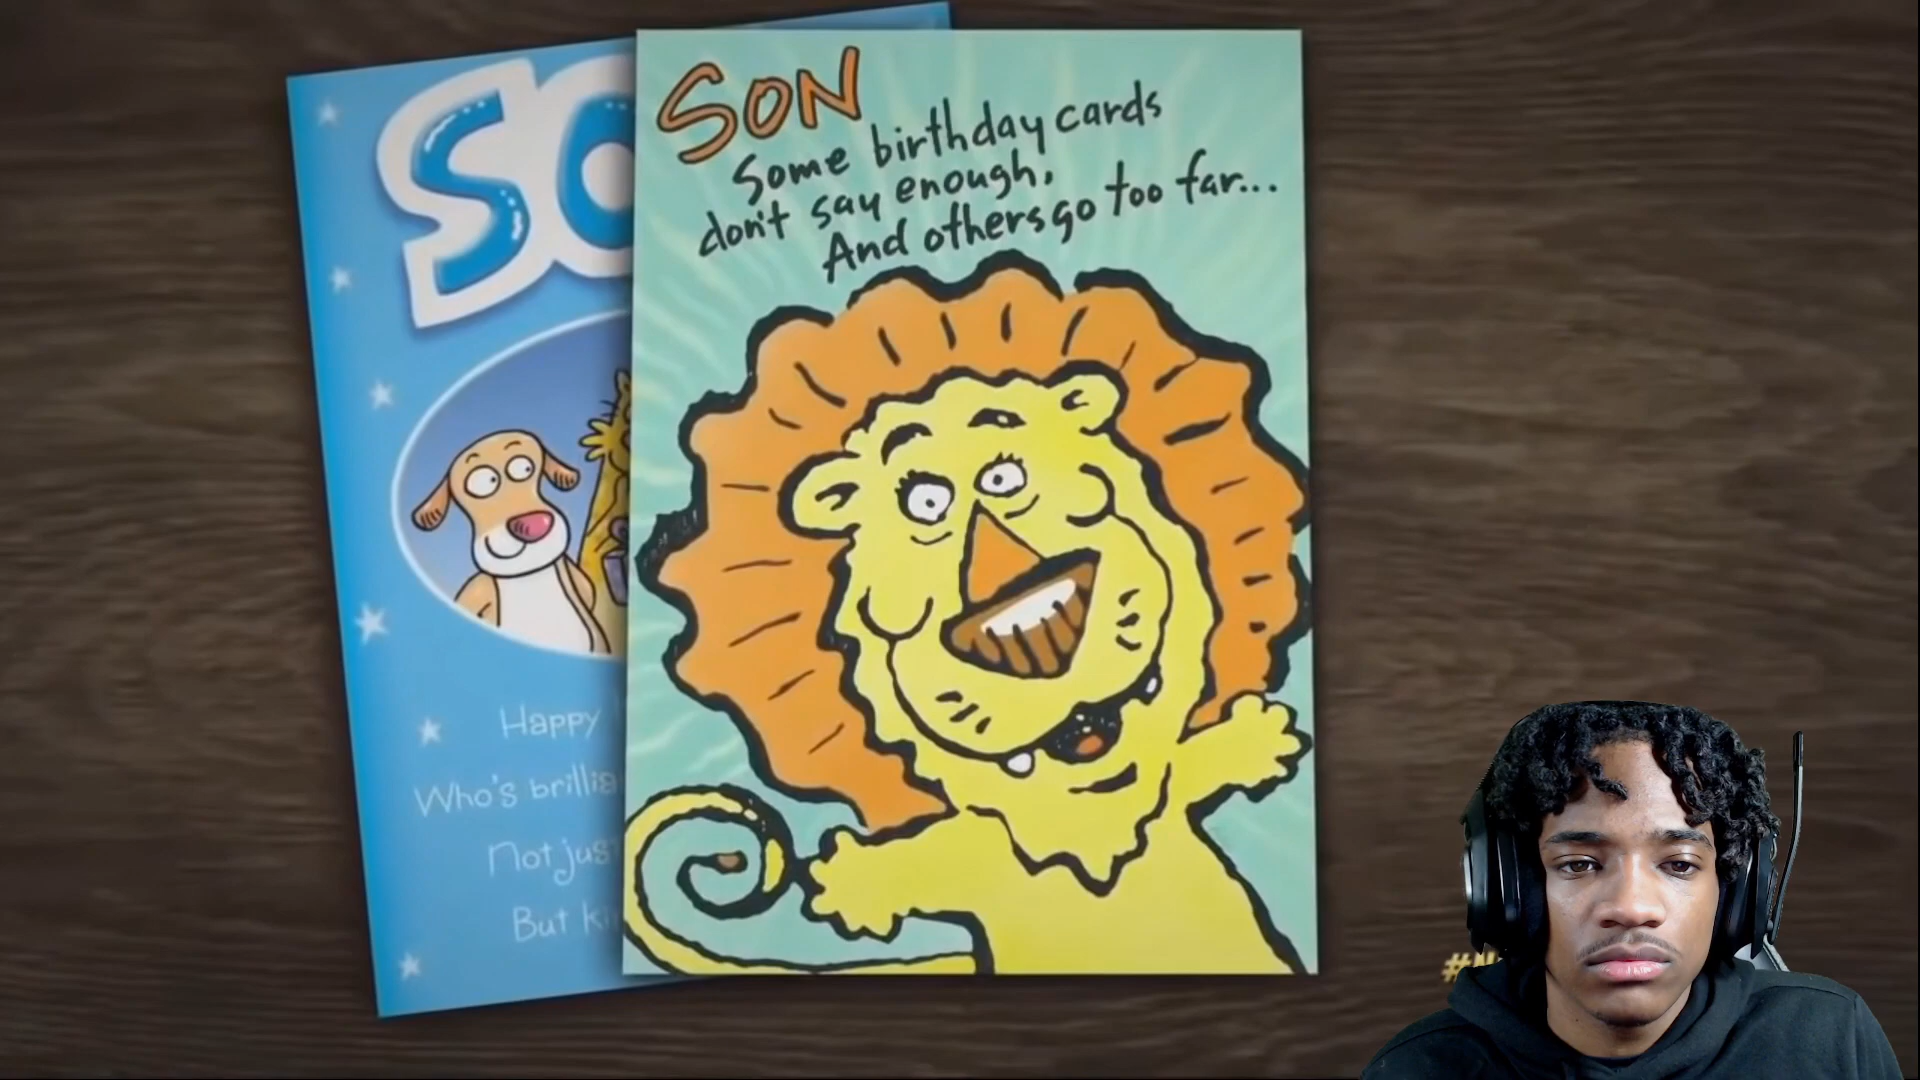 SON
Some birthday cards
don't say enough,
And others go too far...
SO
Happy
Who's brillia
Not jus
But ki
#N